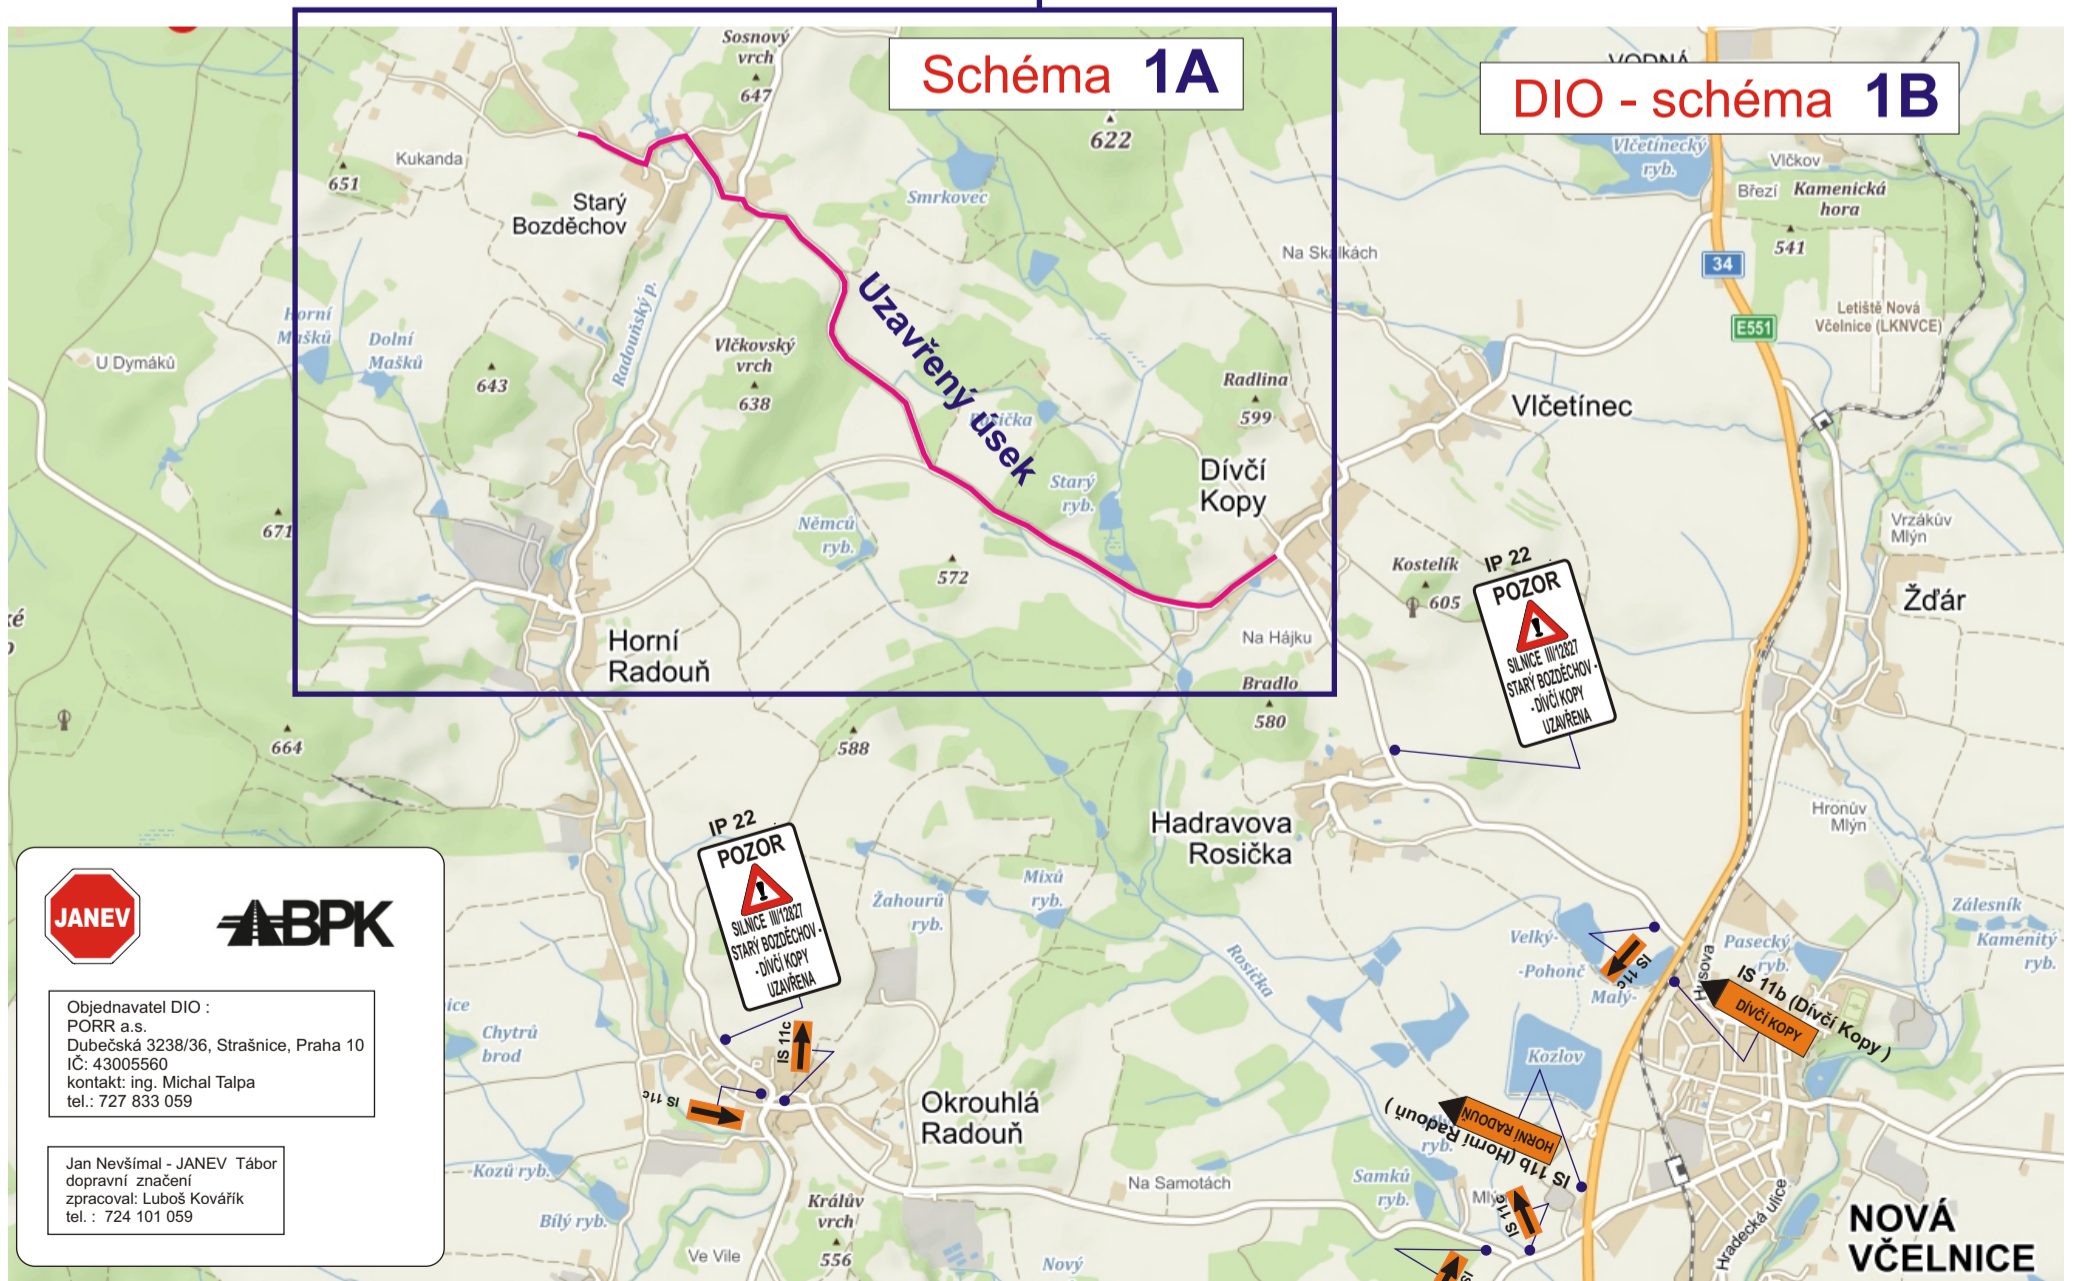 Schéma 1A
DIO - schéma 1B
Sosnový
vrch
647
622
VODNÁ
Vlčetínecký
ryb.
Vlčkov
Březí
Kamenická
hora
541
Kukanda
651
Starý
Bozděchov
Smrkovec
Na Skalkách
34
E551
Letiště Nová
Včelnice (LKNVCE)
Horní
Mašků
Dolní
Mašků
Radouňský p.
U Dymáků
643
Vlčkovský
vrch
638
Uzavřený úsek
Radlina
599
Vlčetínec
Dívčí
Kopy
Starý
ryb.
671
Němců
ryb.
572
Vrzákův
Mlýn
Kostelík
605
Žďár
IP 22
POZOR
SILNICE III/12827
STARÝ BOZDĚCHOV -
- DÍVČÍ KOPY
UZAVŘENA
Horní
Radouň
Na Hájku
Bradlo
580
664
588
Hadravova
Rosička
Hronův
Mlýn
IP 22
POZOR
SILNICE III/12827
STARÝ BOZDĚCHOV -
- DÍVČÍ KOPY
UZAVŘENA
Žahourů
ryb.
Mixů
ryb.
Rosička
Velký-
-Pohonč
Malý-
IS 11c
Husova
Pasecký
ryb.
Zálesník
Kamenitý
ryb.
IS 11b (Dívčí Kopy )
DÍVČÍ KOPY
JANEV
BPK
Objednavatel DIO :
PORR a.s.
Dubečská 3238/36, Strašnice, Praha 10
IČ: 43005560
kontakt: ing. Michal Talpa
tel.: 727 833 059
Jan Nevšímal - JANEV Tábor
dopravní značení
zpracoval: Luboš Kovářík
tel. : 724 101 059
Chytrů
brod
IS 11c
IS 11c
Okrouhlá
Radouň
Kozlov
HORNÍ RADOUŇ
IS 11b (Horní Radouň )
ryb.
Kozů ryb.
Bílý ryb.
Králův
vrch
556
Ve Vile
Na Samotách
Nový
Samků
ryb.
IS 11c
Hradecká ulice
NOVÁ
VČELNICE